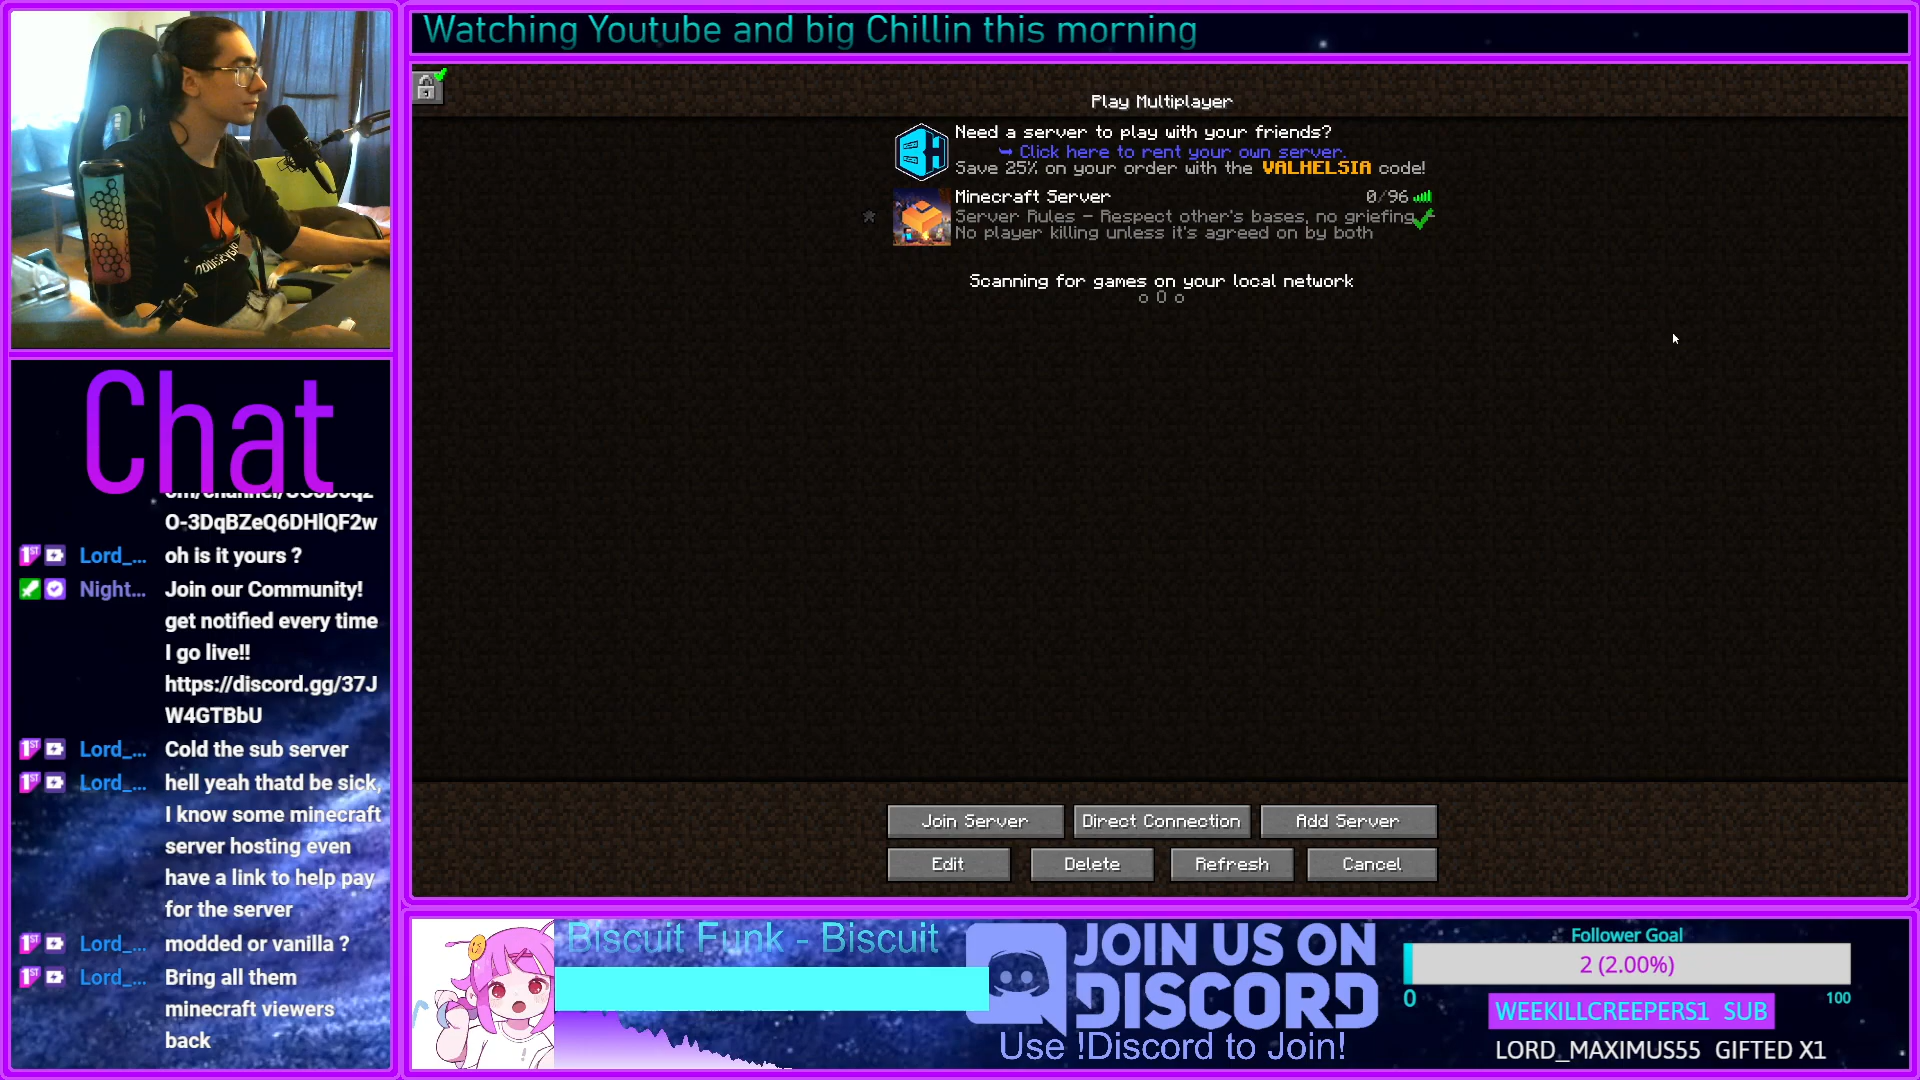 Watching Youtube and big Chillin this morning
Play Multiplayer
Need a server to play with your friends?
Click here to rent your own server.
Save 25% on your order with the VALHELSIA code!
Minecraft Server 0/96
Server Rules - Respect other's bases, no griefing
No player killing unless it's agreed on by both
Scanning for games on your local network
o O o
Join Server Direct Connection Add Server
Edit Delete Refresh Cancel
Chat
O-3DqBZeQ6DHlQF2w
1ST Lord_... oh is it yours ?
Night... Join our Community!
get notified every time
I go live!!
https://discord.gg/37J
W4GTBbU
1ST Lord_... Cold the sub server
1ST Lord_... hell yeah thatd be sick,
I know some minecraft
server hosting even
have a link to help pay
for the server
1ST Lord_... modded or vanilla ?
1ST Lord_... Bring all them
minecraft viewers
back
Biscuit Funk - Biscuit
JOIN US ON
DISCORD
Use !Discord to Join!
Follower Goal
2 (2.00%)
0 100
WEEKILLCREEPERS1 SUB
LORD_MAXIMUS55 GIFTED X1